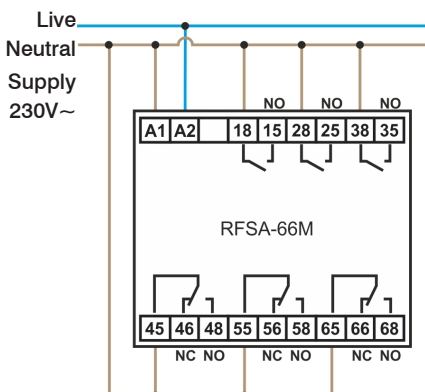 Live
Neutral
Supply
230V~
NO NO NO
A1 A2 18 15 28 25 38 35
RFSA-66M
45 46 48 55 56 58 65 66 68
NC NO NC NO NC NO